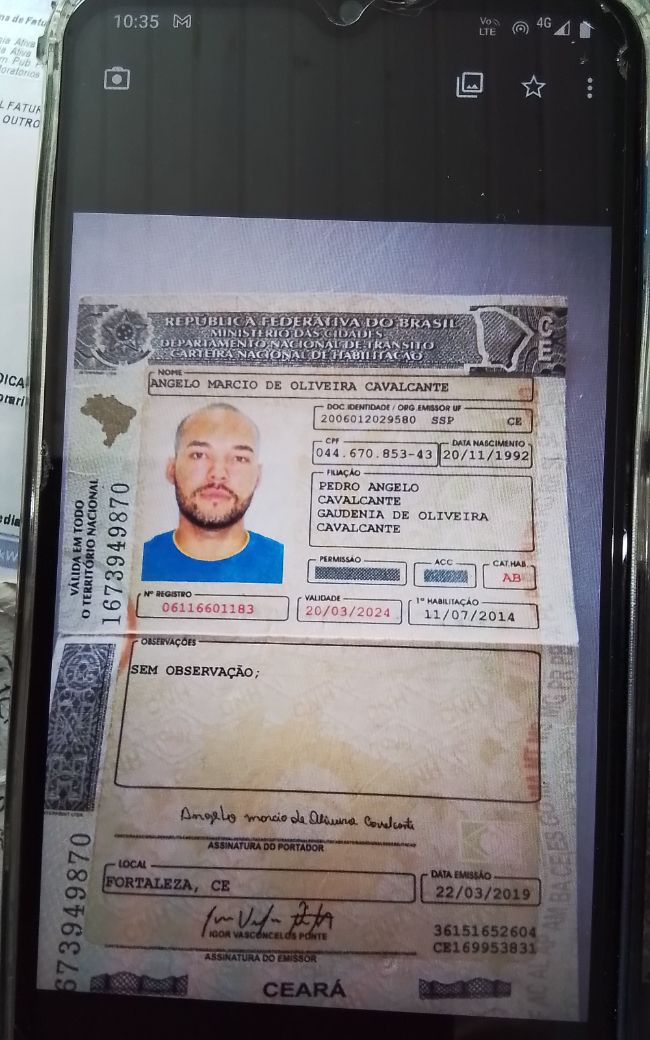 10:35
Vo LTE
4G
REPÚBLICA FEDERATIVA DO BRASIL
MINISTÉRIO DAS CIDADES
DEPARTAMENTO NACIONAL DE TRÂNSITO
CARTEIRA NACIONAL DE HABILITAÇÃO
CE
NOME
ANGELO MARCIO DE OLIVEIRA CAVALCANTE
DOC. IDENTIDADE / ORG. EMISSOR UF
2006012029580 SSP CE
CPF
044.670.853-43
DATA NASCIMENTO
20/11/1992
FILIAÇÃO
PEDRO ANGELO
CAVALCANTE
GAUDENIA DE OLIVEIRA
CAVALCANTE
PERMISSÃO
ACC
CAT. HAB.
AB
Nº REGISTRO
06116601183
VALIDADE
20/03/2024
1ª HABILITAÇÃO
11/07/2014
VÁLIDA EM TODO
O TERRITÓRIO NACIONAL
1673949870
OBSERVAÇÕES
SEM OBSERVAÇÃO;
Angelo marcio de Oliveira Cavalcante
ASSINATURA DO PORTADOR
LOCAL
FORTALEZA, CE
DATA EMISSÃO
22/03/2019
IGOR VASCONCELOS PONTE
ASSINATURA DO EMISSOR
36151652604
CE169953831
673949870
CEARÁ